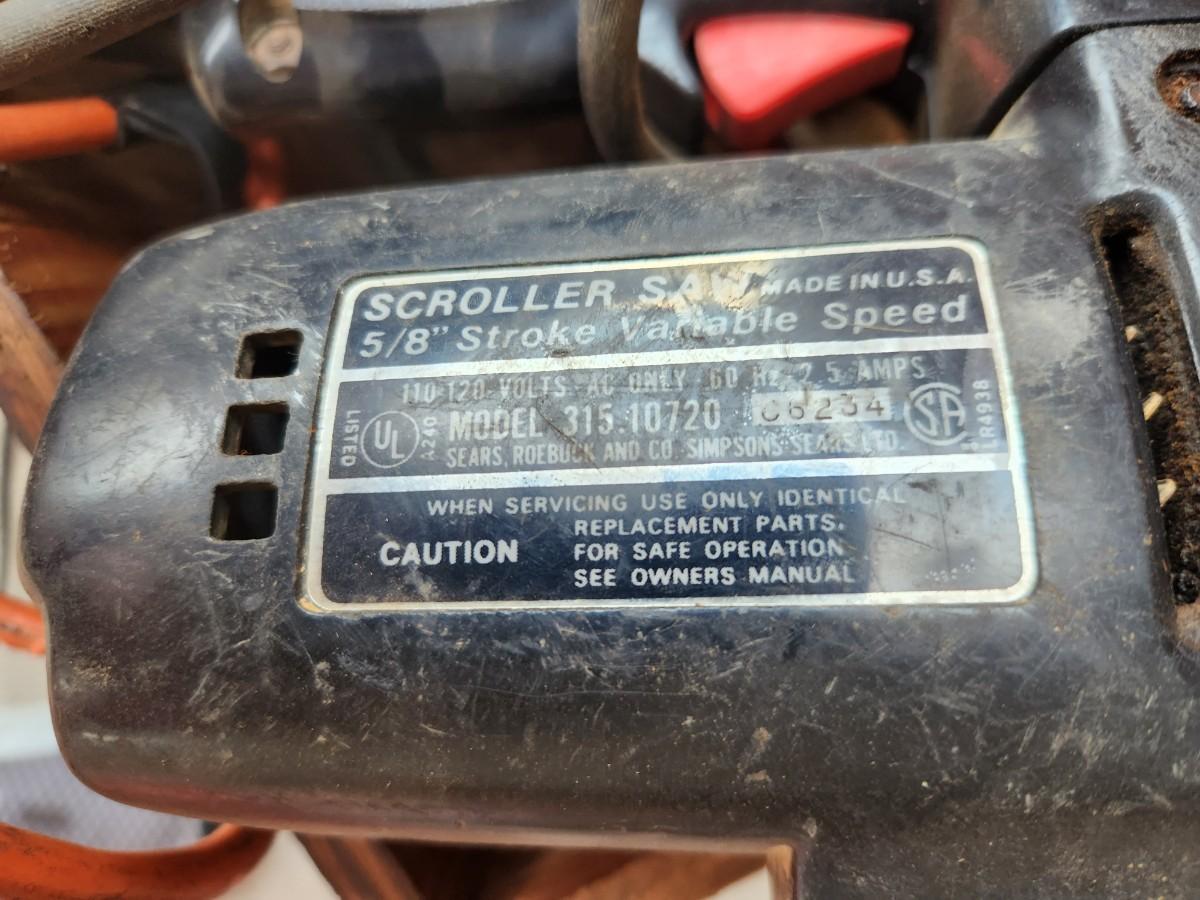 SCROLLER SAW MADE IN U.S.A.
5/8" Stroke Variable Speed
110-120 VOLTS AC ONLY 60 Hz 2.5 AMPS
LISTED UL A240 MODEL 315.10720 C6234 SA LR4938
SEARS, ROEBUCK AND CO. SIMPSONS-SEARS LTD
WHEN SERVICING USE ONLY IDENTICAL
REPLACEMENT PARTS.
CAUTION FOR SAFE OPERATION
SEE OWNERS MANUAL